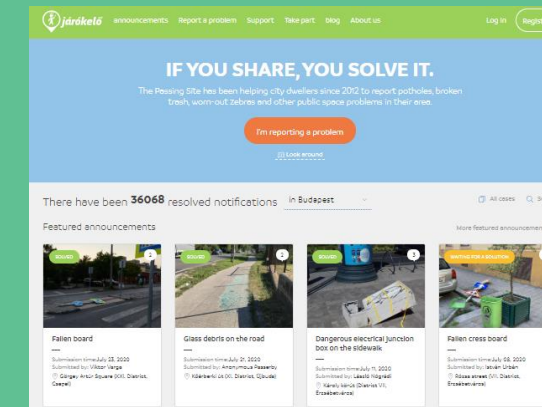 járókelő announcements Report a problem Support Take part blog About us Log in Regist
IF YOU SHARE, YOU SOLVE IT.
The Passing Site has been helping city dwellers since 2012 to report potholes, broken
trash, worn-out zebras and other public space problems in their area.
I'm reporting a problem
Look around
There have been 36068 resolved notifications in Budapest All cases
Featured announcements More featured announcement
SOLVED SOLVED 1 SOLVED 3 WAITING FOR A SOLUTION
Fallen board Glass debris on the road Dangerous electrical junction Fallen cress board
box on the sidewalk
Submission time: July 23, 2020 Submission time: July 21, 2020 Submission time: July 08, 2020
Submitted by: Viktor Varga Submitted by: Anonymous Passerby Submission time: July 11, 2020 Submitted by: István Urbán
Görgey Artúr Square (XXI. District, Submitted by: László Nógrádi Rózsa street (VII. District,
Csepel) Károly körút (District VII, Erzsébetváros)
Erzsébetváros)